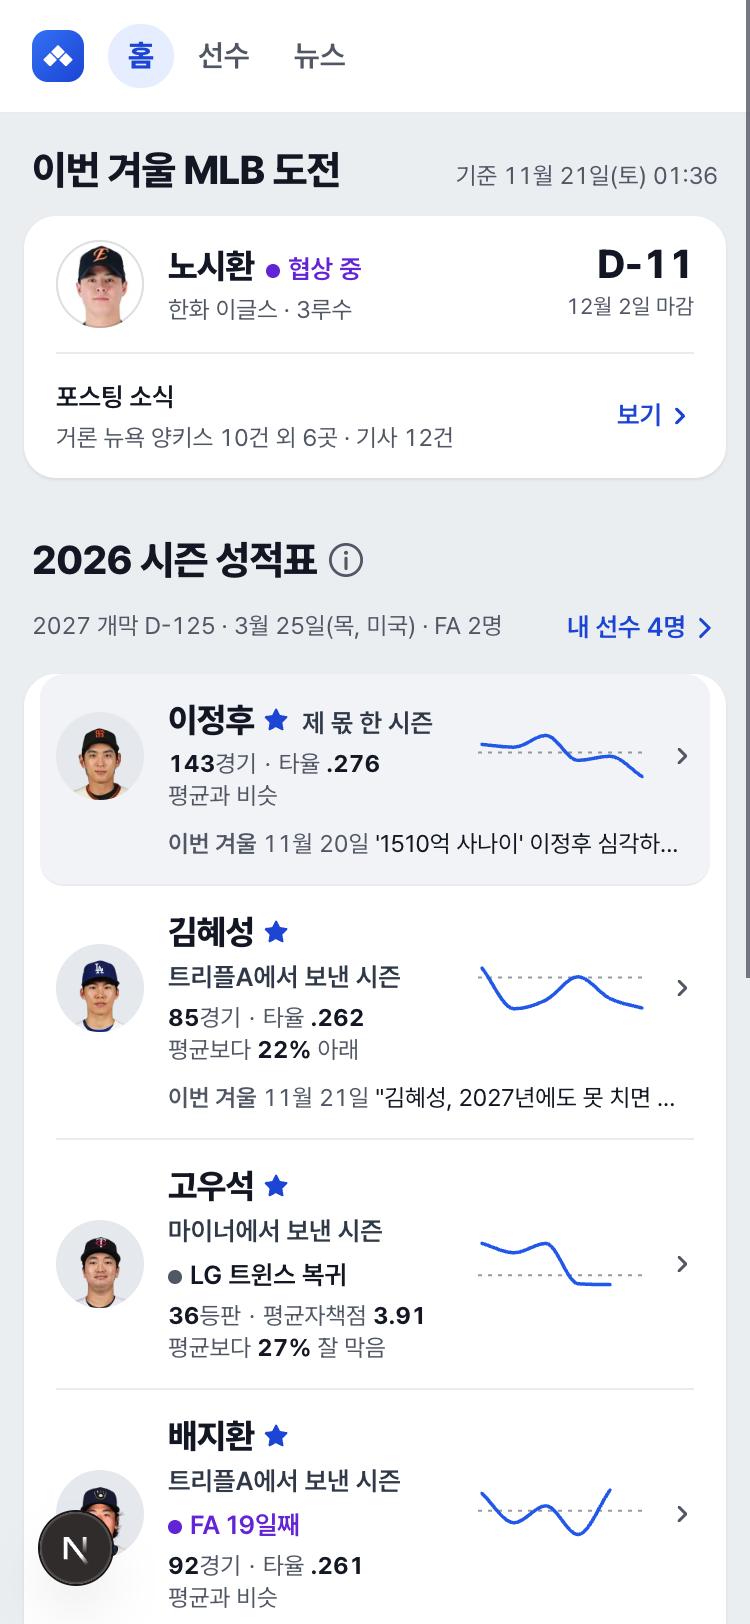 홈 선수 뉴스
이번 겨울 MLB 도전 기준 11월 21일(토) 01:36
노시환 협상 중 D-11
한화 이글스 · 3루수 12월 2일 마감
포스팅 소식
거론 뉴욕 양키스 10건 외 6곳 · 기사 12건 보기
2026 시즌 성적표
2027 개막 D-125 · 3월 25일(목, 미국) · FA 2명 내 선수 4명
이정후 제 몫 한 시즌
143경기 · 타율 .276
평균과 비슷
이번 겨울 11월 20일 '1510억 사나이' 이정후 심각하...
김혜성
트리플A에서 보낸 시즌
85경기 · 타율 .262
평균보다 22% 아래
이번 겨울 11월 21일 "김혜성, 2027년에도 못 치면 ...
고우석
마이너에서 보낸 시즌
LG 트윈스 복귀
36등판 · 평균자책점 3.91
평균보다 27% 잘 막음
배지환
트리플A에서 보낸 시즌
FA 19일째
92경기 · 타율 .261
평균과 비슷
N